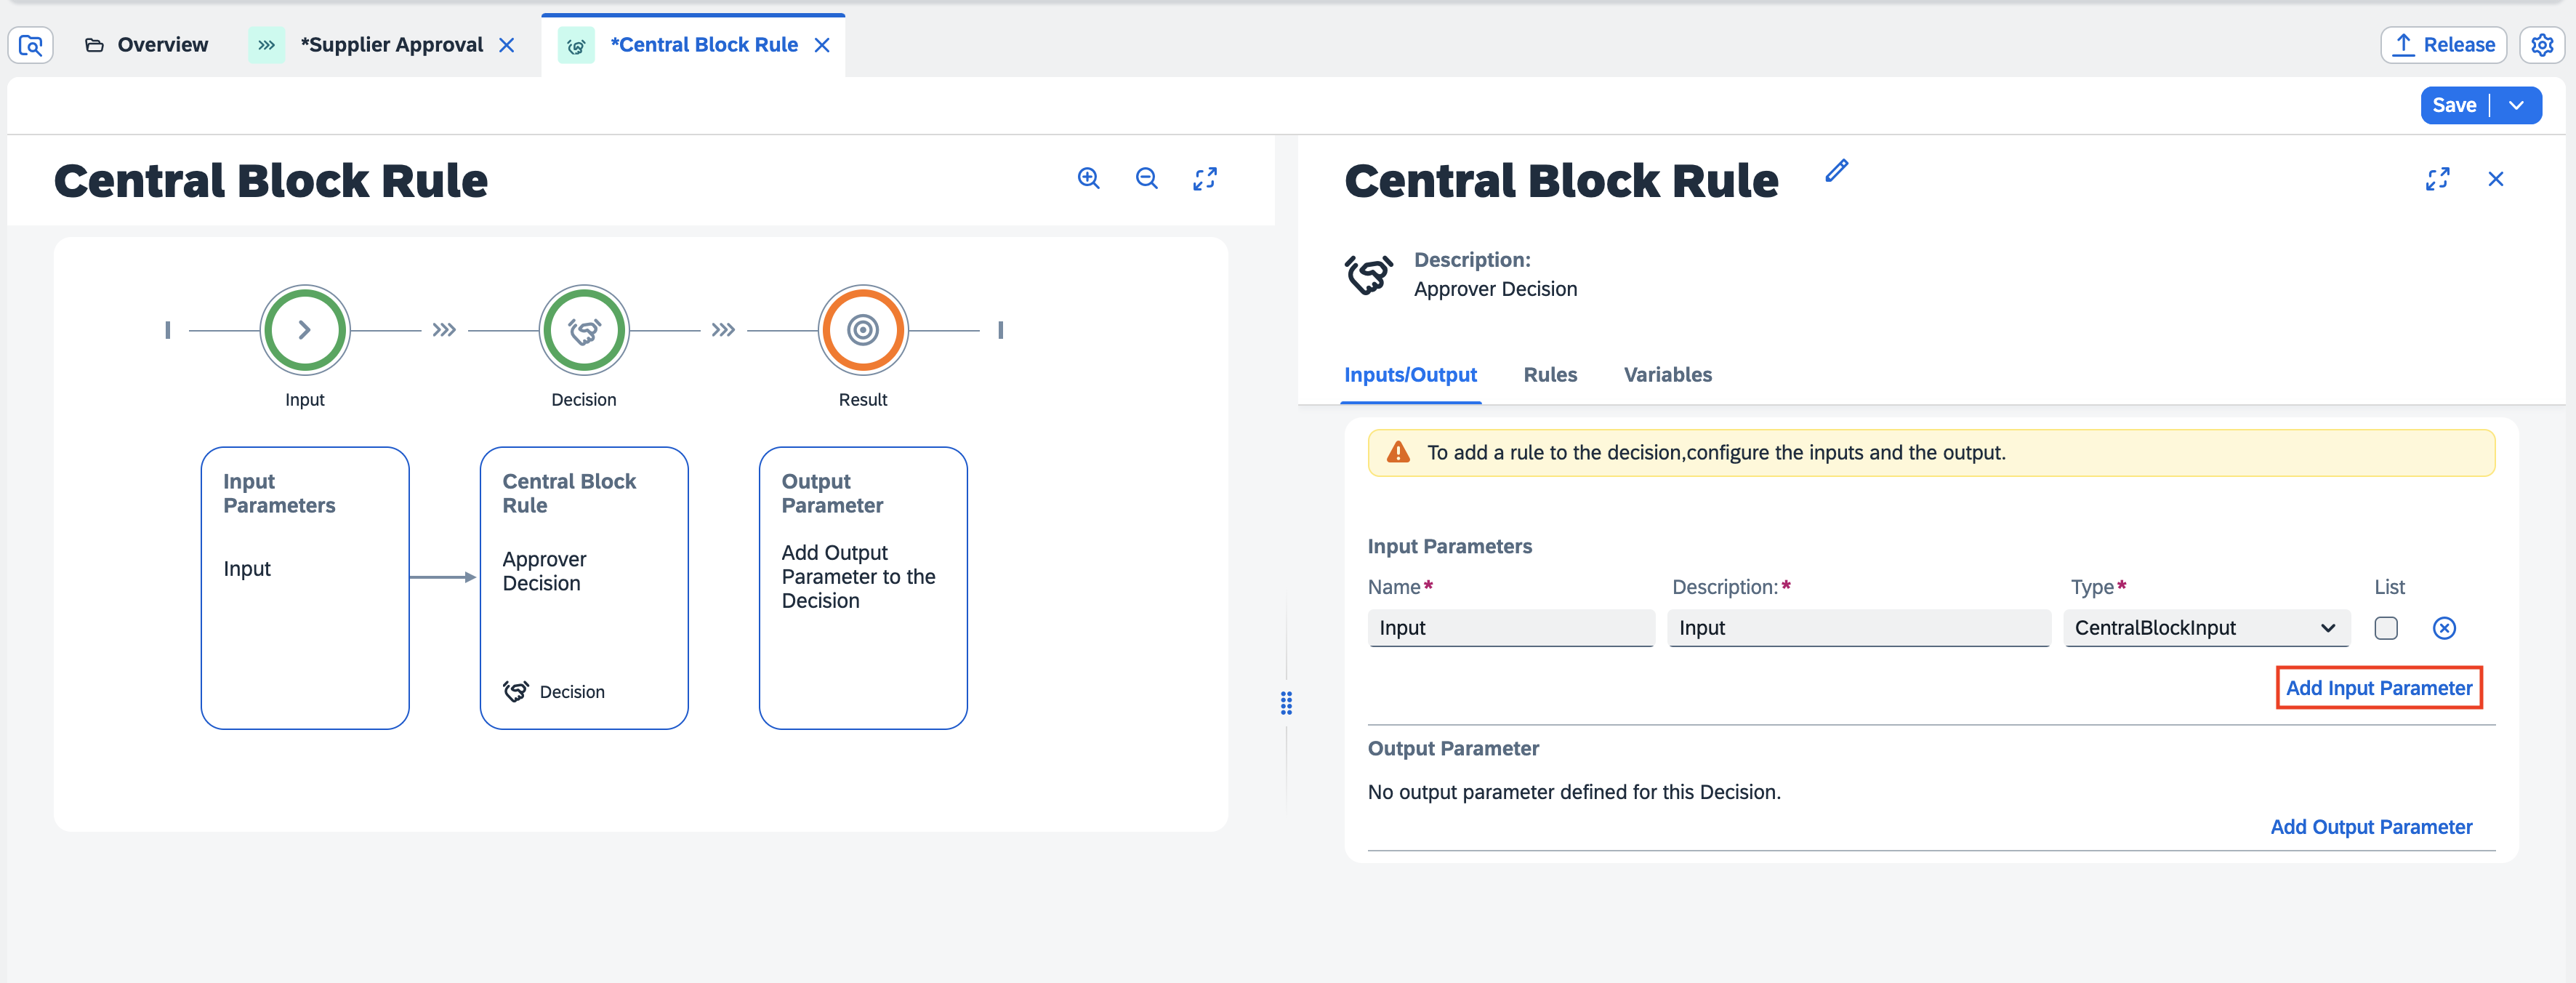 Overview
*Supplier Approval
*Central Block Rule
Release
Save
Central Block Rule
Input
Decision
Result
Input
Parameters
Input
Central Block
Rule
Approver
Decision
Decision
Output
Parameter
Add Output
Parameter to the
Decision
Central Block Rule
Description:
Approver Decision
Inputs/Output Rules Variables
To add a rule to the decision,configure the inputs and the output.
Input Parameters
Name* Description:* Type* List
Input Input CentralBlockInput
Add Input Parameter
Output Parameter
No output parameter defined for this Decision.
Add Output Parameter